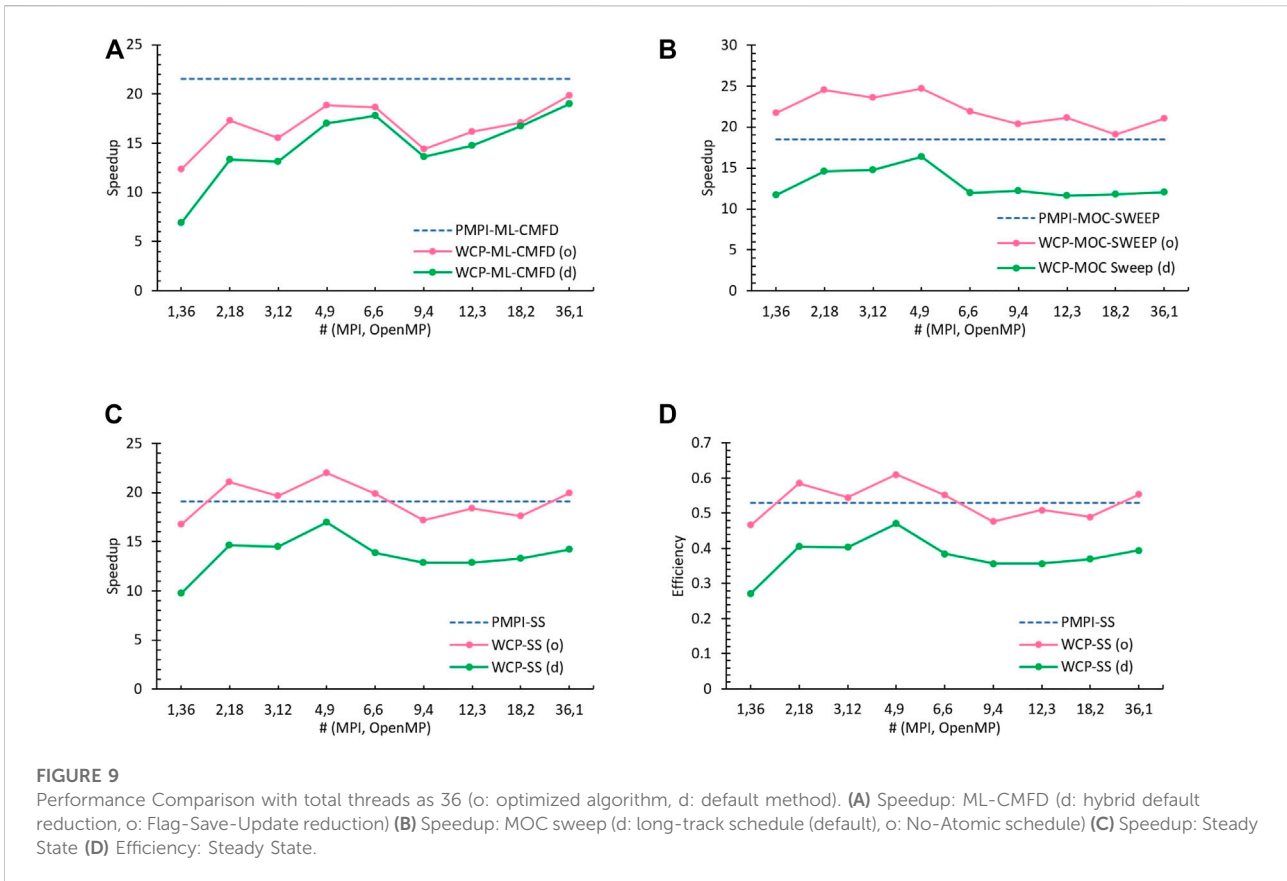 A
25
20
15
10
5
0
Speedup
PMPI-ML-CMFD
WCP-ML-CMFD (o)
WCP-ML-CMFD (d)
1,36 2,18 3,12 4,9 6,6 9,4 12,3 18,2 36,1
# (MPI, OpenMP)
B
30
25
20
15
10
5
0
Speedup
PMPI-MOC-SWEEP
WCP-MOC-SWEEP (o)
WCP-MOC Sweep (d)
1,36 2,18 3,12 4,9 6,6 9,4 12,3 18,2 36,1
# (MPI, OpenMP)
C
25
20
15
10
5
0
Speedup
PMPI-SS
WCP-SS (o)
WCP-SS (d)
1,36 2,18 3,12 4,9 6,6 9,4 12,3 18,2 36,1
# (MPI, OpenMP)
D
0.7
0.6
0.5
0.4
0.3
0.2
0.1
0
Efficiency
PMPI-SS
WCP-SS (o)
WCP-SS (d)
1,36 2,18 3,12 4,9 6,6 9,4 12,3 18,2 36,1
# (MPI, OpenMP)
FIGURE 9
Performance Comparison with total threads as 36 (o: optimized algorithm, d: default method). (A) Speedup: ML-CMFD (d: hybrid default
reduction, o: Flag-Save-Update reduction) (B) Speedup: MOC sweep (d: long-track schedule (default), o: No-Atomic schedule) (C) Speedup: Steady
State (D) Efficiency: Steady State.